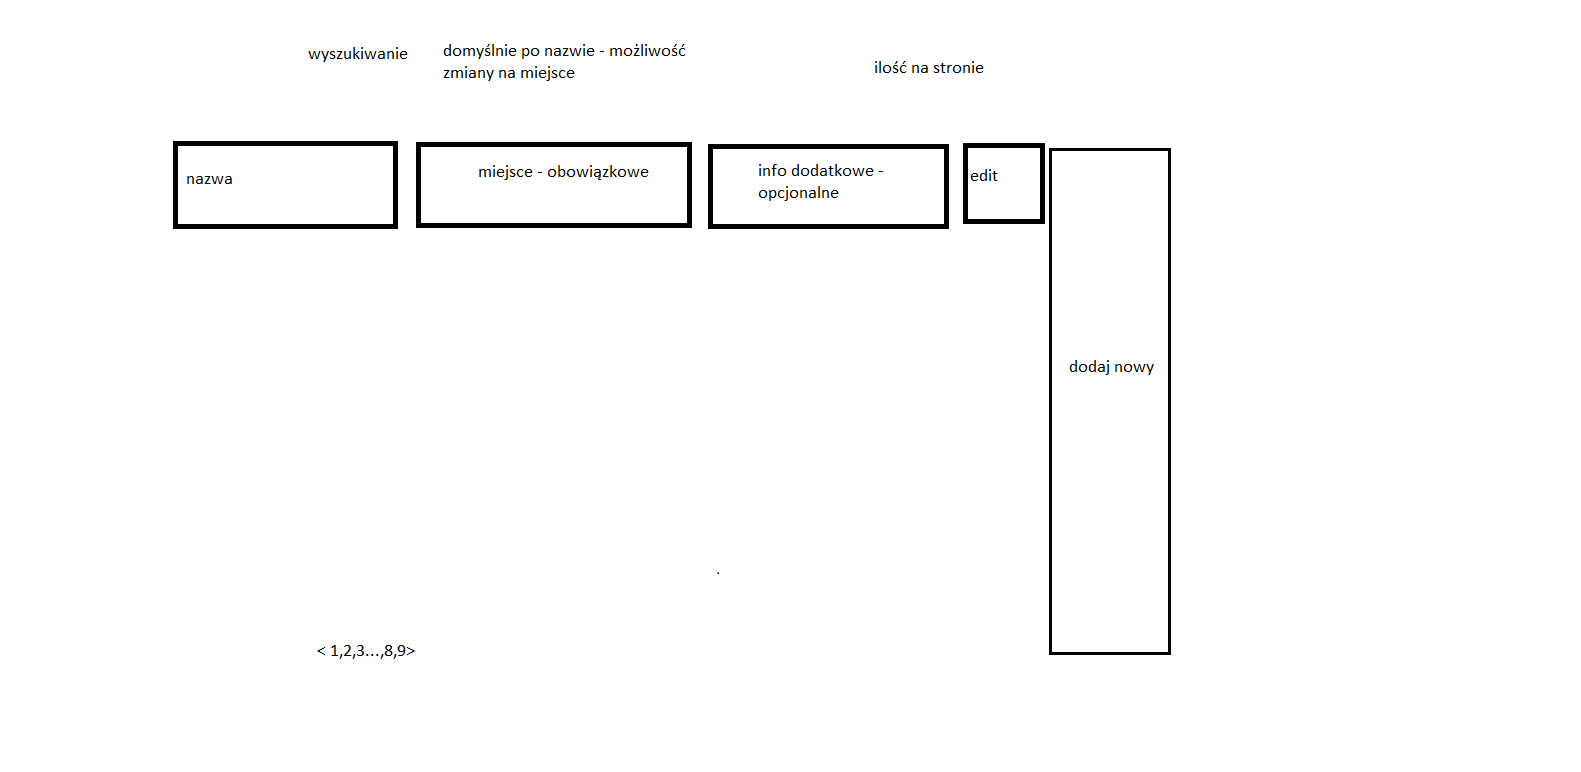 wyszukiwanie
domyślnie po nazwie - możliwość
zmiany na miejsce
ilość na stronie
nazwa
miejsce - obowiązkowe
info dodatkowe -
opcjonalne
edit
dodaj nowy
.
< 1,2,3...,8,9>